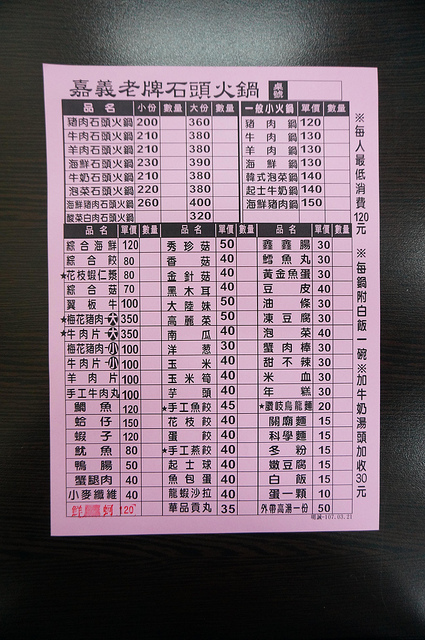 嘉義老牌石頭火鍋 桌號
品名 小份 數量 大份 數量 一般小火鍋 單價 數量
豬肉石頭火鍋 200 360 豬肉鍋 120
牛肉石頭火鍋 210 380 牛肉鍋 130
羊肉石頭火鍋 210 380 羊肉鍋 130
海鮮石頭火鍋 230 390 海鮮鍋 130
牛奶石頭火鍋 210 380 韓式泡菜鍋 140
泡菜石頭火鍋 220 380 起士牛奶鍋 140
海鮮豬肉石頭火鍋 260 400 海鮮豬肉鍋 150
酸菜白肉石頭火鍋 320
品名 單價 數量 品名 單價 數量 品名 單價 數量
綜合海鮮 120 秀珍菇 50 鑫鑫腸 30
綜合餃 80 香菇 40 鱈魚丸 30
★花枝蝦仁漿 80 金針菇 40 黃金魚蛋 30
綜合菇 70 黑木耳 40 豆皮 40
翼板牛 100 大陸妹 50 油條 30
★梅花豬肉-大 350 高麗菜 50 凍豆腐 30
★牛肉片-大 350 南瓜 40 泡菜 40
梅花豬肉-小 100 洋蔥 30 蟹肉棒 30
牛肉片-小 100 玉米 40 甜不辣 30
羊肉片 100 玉米筍 40 米血 30
手工牛肉丸 100 芋頭 40 年糕 30
鯛魚 120 ★手工魚餃 45 ★讚岐烏龍麵 20
蛤仔 150 花枝餃 40 關廟麵 15
蝦子 120 蛋餃 40 科學麵 15
魷魚 80 ★手工燕餃 40 冬粉 15
鴨腸 50 起士球 40 嫩豆腐 15
蟹腿肉 40 魚包蛋 40 白飯 15
小麥纖維 40 龍蝦沙拉 40 蛋一顆 10
鮮 蚵 120 華品貢丸 35 外帶高湯一份 50
※每人最低消費120元 ※每鍋附白飯一碗 ※加牛奶湯頭加收30元
107.03.21